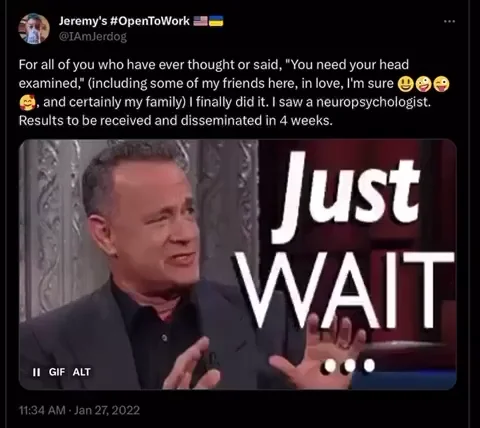 Jeremy's #OpenToWork 🇺🇸🇺🇦
@IAmJerdog
For all of you who have ever thought or said, "You need your head
examined," (including some of my friends here, in love, I'm sure 😃🤪😜
🥰, and certainly my family) I finally did it. I saw a neuropsychologist.
Results to be received and disseminated in 4 weeks.
Just
WAIT
...
GIF ALT
11:34 AM · Jan 27, 2022